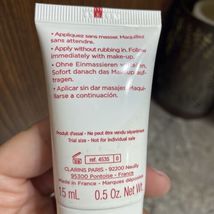 • Appliquez sans masser. Maquillez
sans attendre.
• Apply without rubbing in. Follow
immediately with make-up.
• Ohne Einmassieren
Sofort danach das Make-up auf-
tragen.
• Aplicar sin dar masajes. Maqui-
llarse a continuación.
Produit d'essai - Ne peut être vendu séparément
Trial size - Not for individual sale
ref. 4535 0
CLARINS PARIS - 92200 Neuilly
95300 Pontoise - France
Made in France - Marques déposées
15 mL 0.5 Oz. Net Wt.